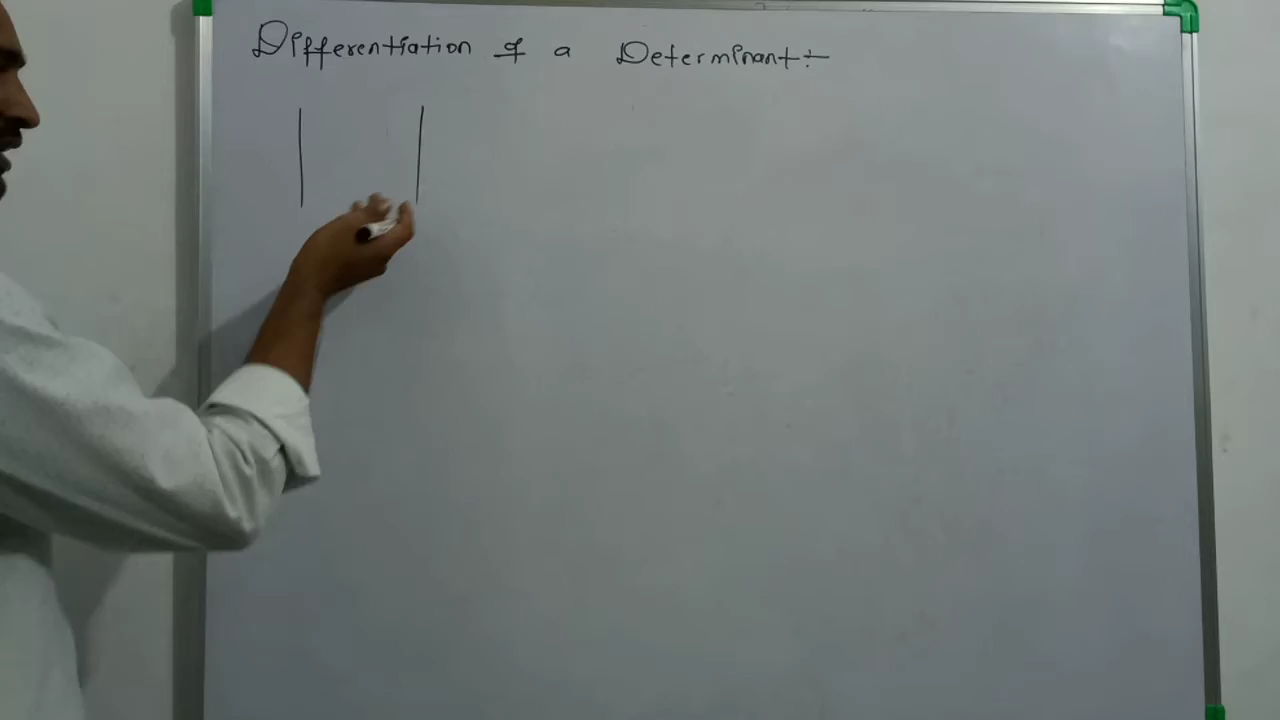 Differentiation of a Determinant :-